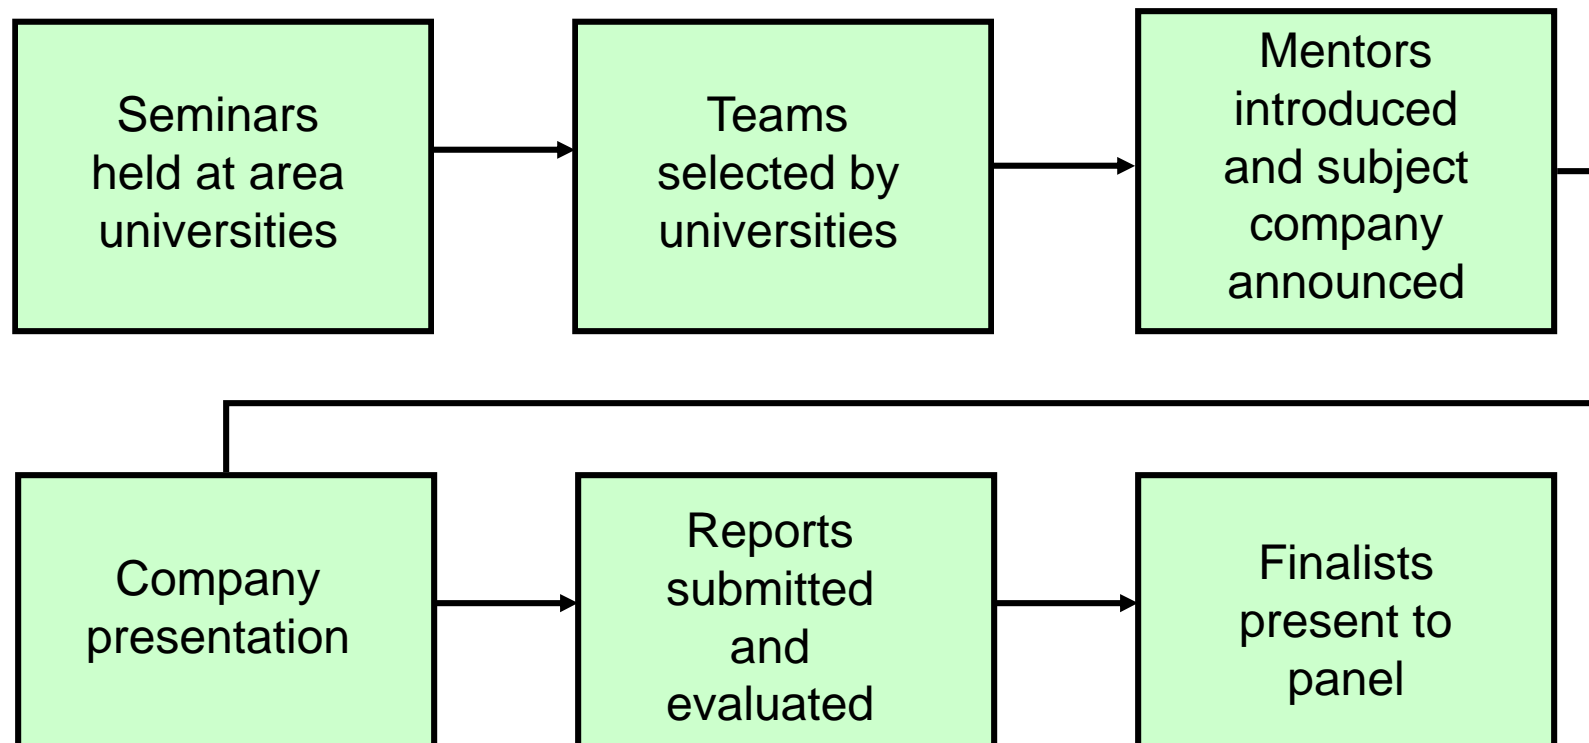 Seminars
held at area
universities
Teams
selected by
universities
Mentors
introduced
and subject
company
announced
Company
presentation
Reports
submitted
and
evaluated
Finalists
present to
panel